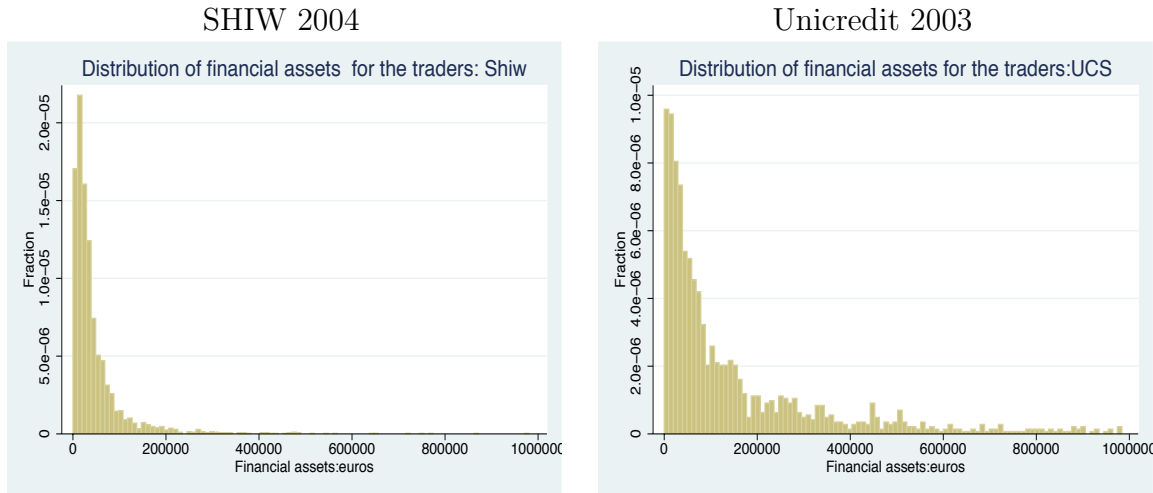 SHIW 2004
Distribution of financial assets  for the traders: Shiw
Fraction
2.0e−05
1.5e−05
1.0e−05
5.0e−06
0
0 200000 400000 600000 800000 1000000
Financial assets:euros
Unicredit 2003
Distribution of financial assets for the traders:UCS
Fraction
1.0e−05
8.0e−06
6.0e−06
4.0e−06
2.0e−06
0
0 200000 400000 600000 800000 1000000
Financial assets:euros